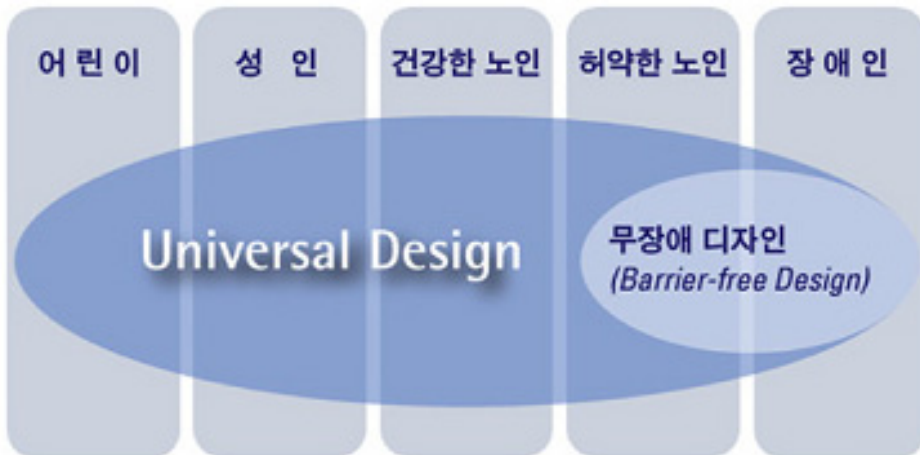 어린이 성 인 건강한 노인 허약한 노인 장애인
Universal Design
무장애 디자인
(Barrier-free Design)